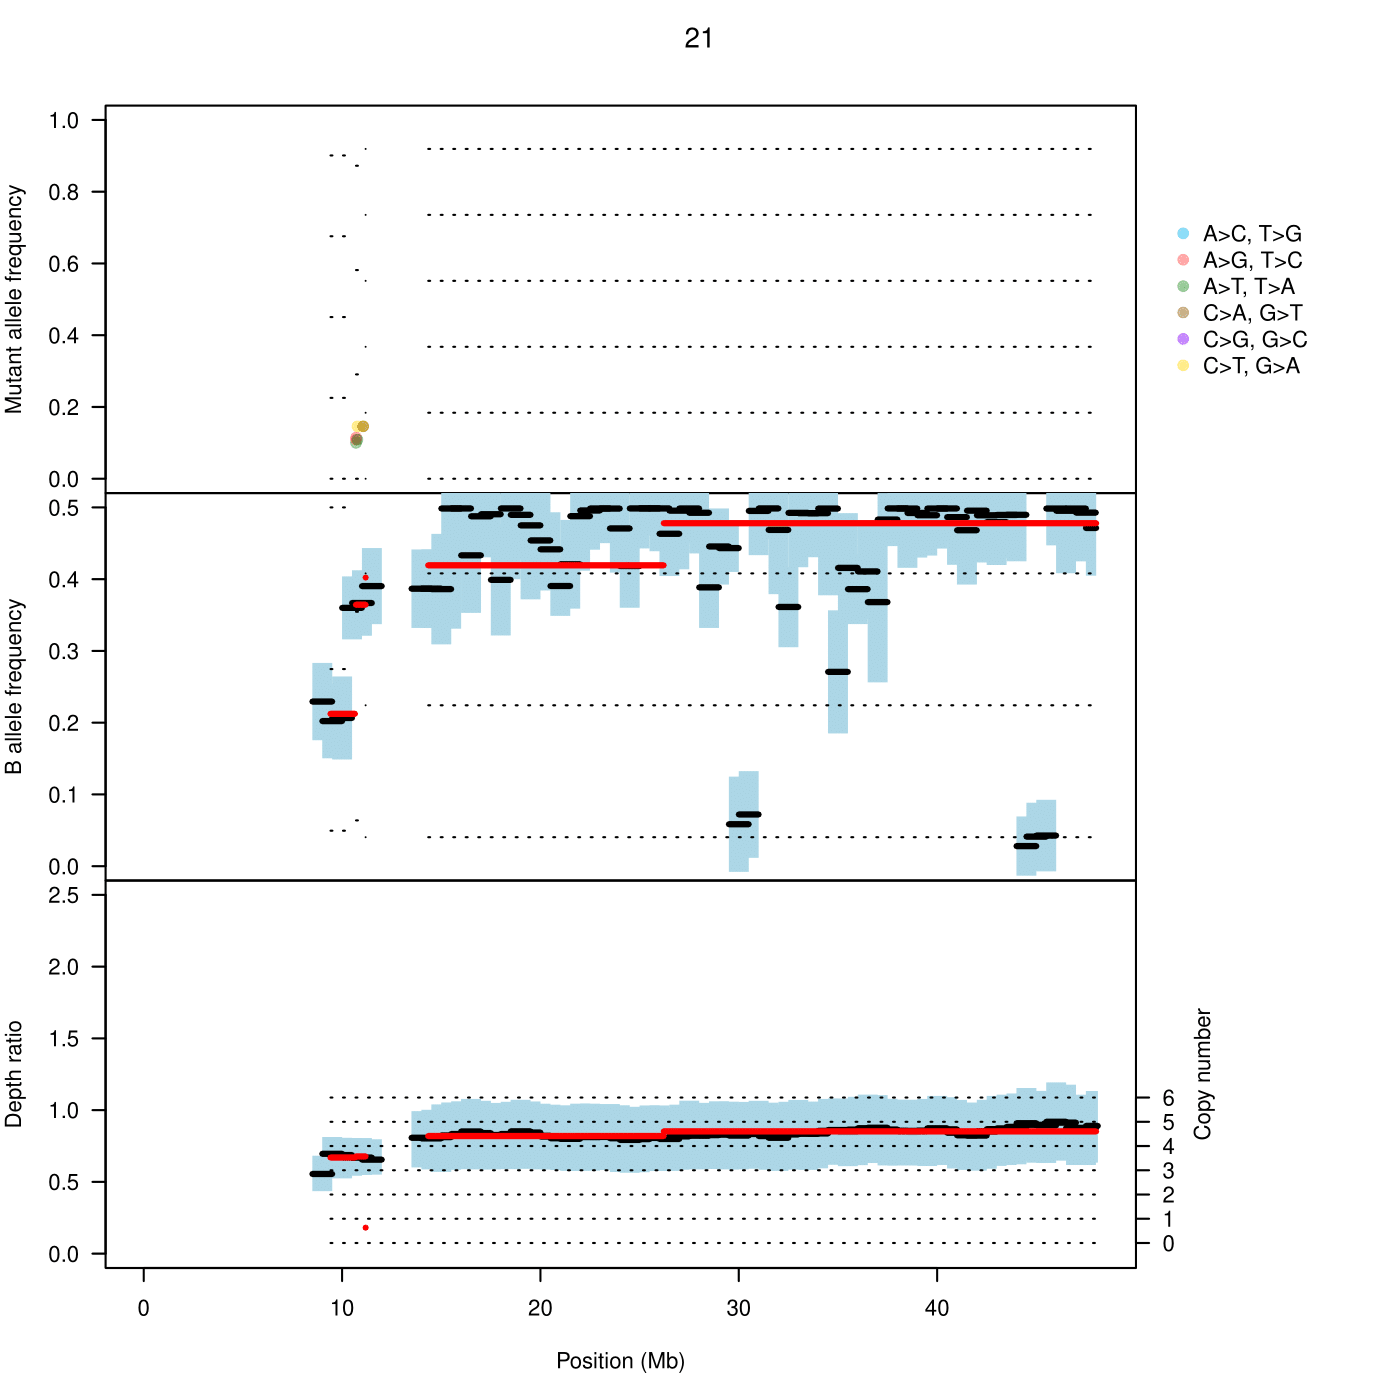 21
Mutant allele frequency
1.0
0.8
0.6
0.4
0.2
0.0
A>C, T>G
A>G, T>C
A>T, T>A
C>A, G>T
C>G, G>C
C>T, G>A
B allele frequency
0.5
0.4
0.3
0.2
0.1
0.0
Depth ratio
2.5
2.0
1.5
1.0
0.5
0.0
Copy number
6
5
4
3
2
1
0
0 10 20 30 40
Position (Mb)